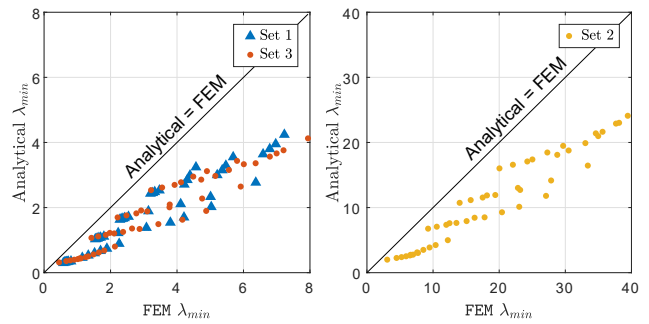 8
6
4
2
0
0
2
4
6
8
Analytical λmin
FEM λmin
Analytical = FEM
Set 1
Set 3
40
30
20
10
0
0
10
20
30
40
Analytical λmin
FEM λmin
Analytical = FEM
Set 2